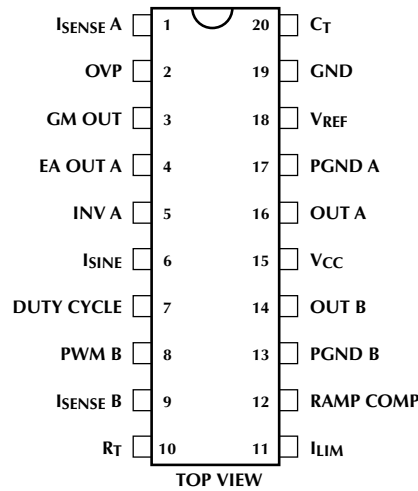 ISENSE A 1 20 CT
OVP 2 19 GND
GM OUT 3 18 VREF
EA OUT A 4 17 PGND A
INV A 5 16 OUT A
ISINE 6 15 VCC
DUTY CYCLE 7 14 OUT B
PWM B 8 13 PGND B
ISENSE B 9 12 RAMP COMP
RT 10 11 ILIM
TOP VIEW